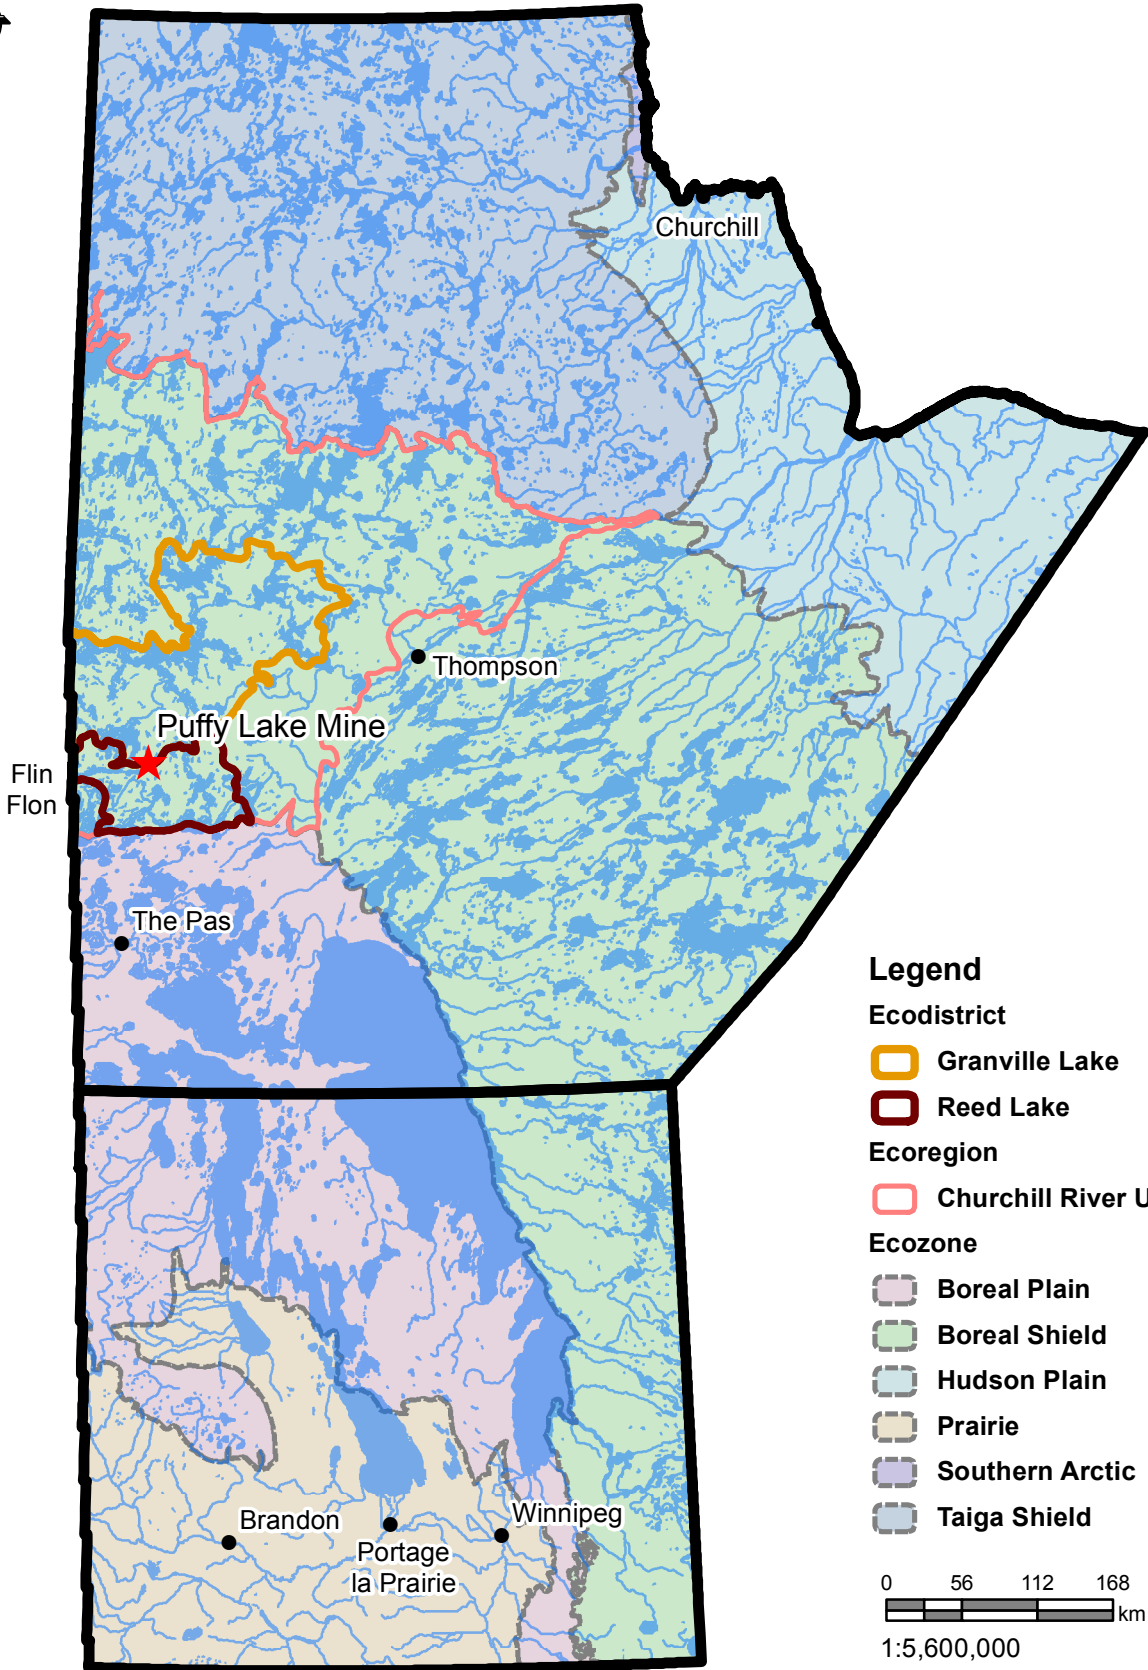 Churchill
Thompson
Puffy Lake Mine
Flin
Flon
The Pas
Brandon
Portage
la Prairie
Winnipeg
Legend
Ecodistrict
Granville Lake
Reed Lake
Ecoregion
Churchill River U
Ecozone
Boreal Plain
Boreal Shield
Hudson Plain
Prairie
Southern Arctic
Taiga Shield
0 56 112 168
km
1:5,600,000